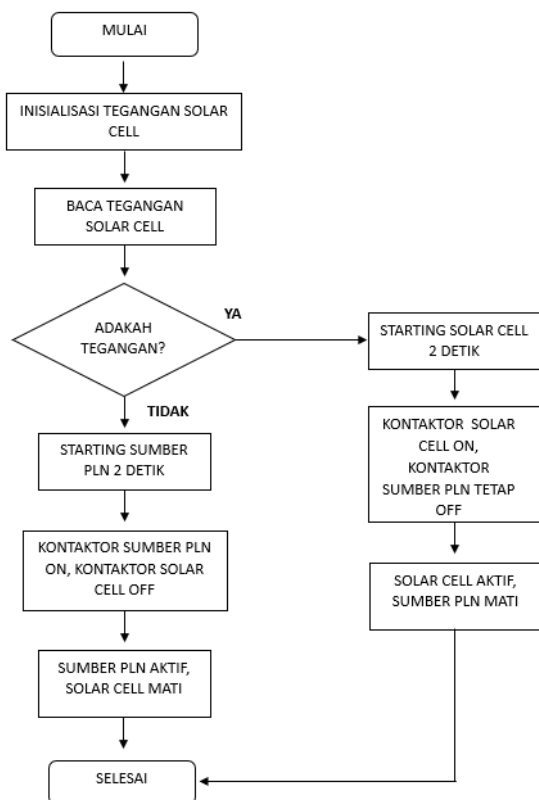 MULAI
INISIALISASI TEGANGAN SOLAR
CELL
BACA TEGANGAN
SOLAR CELL
ADAKAH
TEGANGAN?
YA
STARTING SOLAR CELL
2 DETIK
KONTAKTOR SOLAR
CELL ON,
KONTAKTOR
SUMBER PLN TETAP
OFF
SOLAR CELL AKTIF,
SUMBER PLN MATI
TIDAK
STARTING SUMBER
PLN 2 DETIK
KONTAKTOR SUMBER PLN
ON, KONTAKTOR SOLAR
CELL OFF
SUMBER PLN AKTIF,
SOLAR CELL MATI
SELESAI